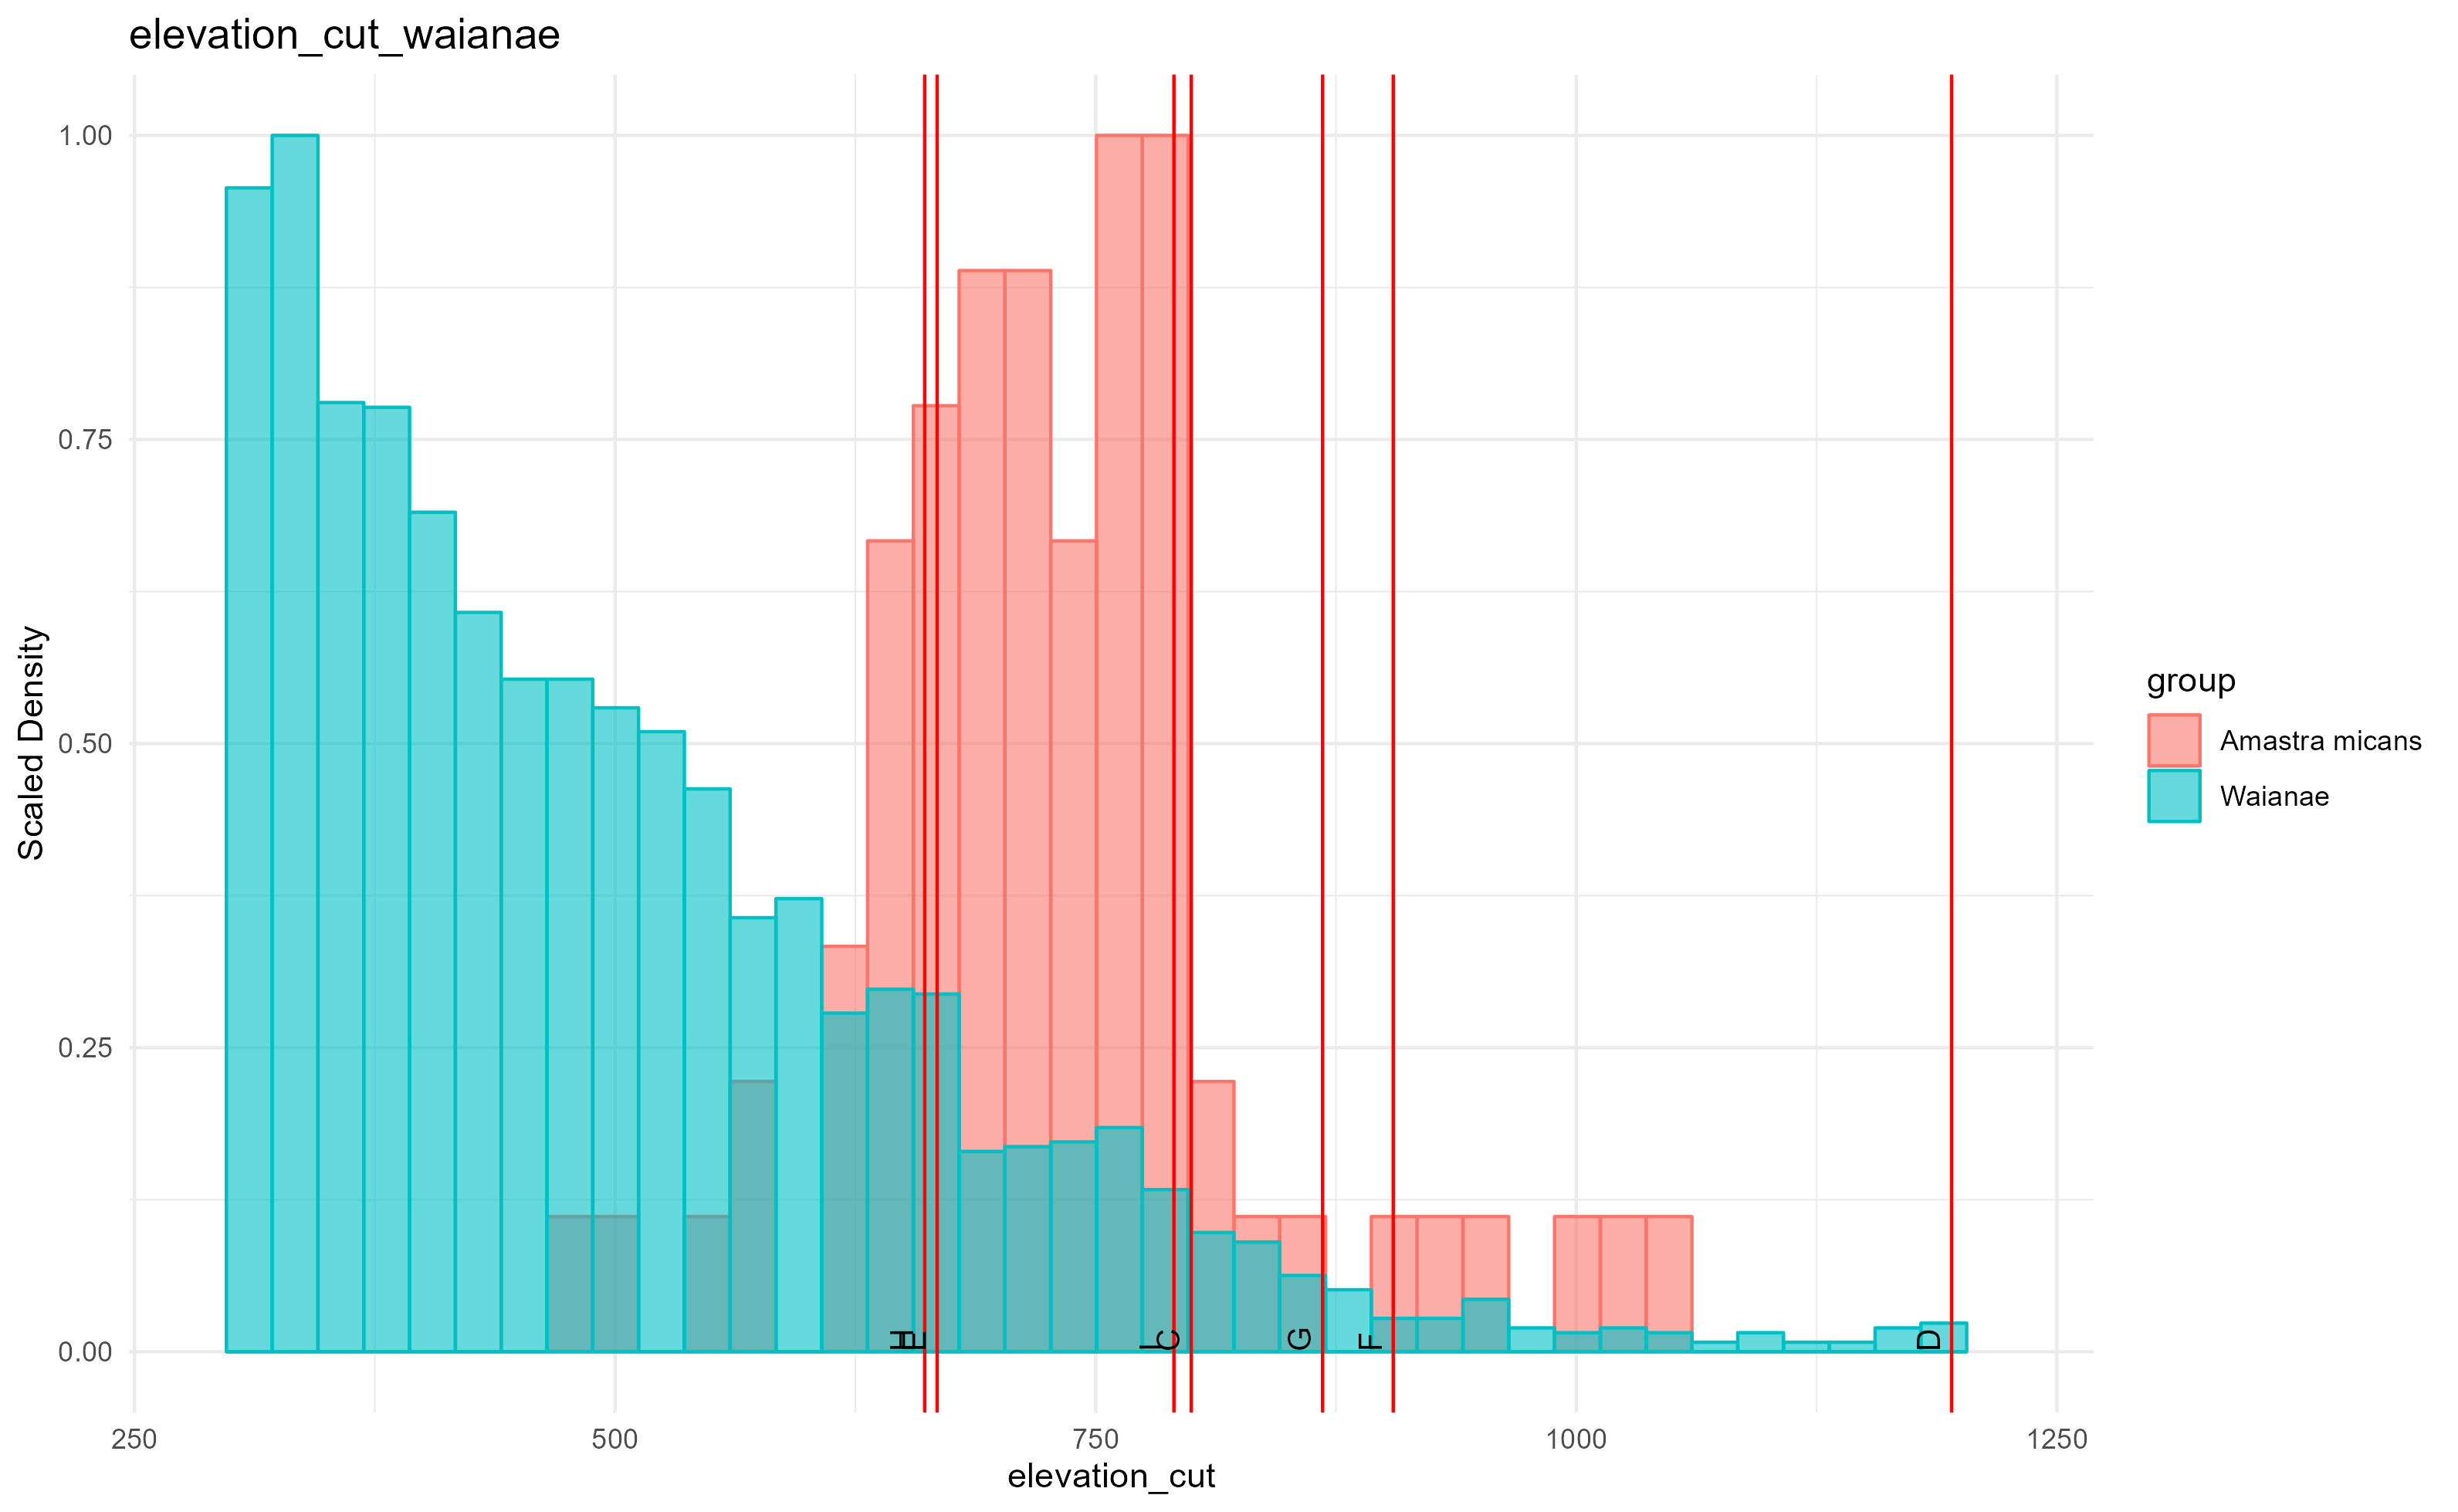 elevation_cut_waianae
1.00
0.75
0.50
0.25
0.00
Scaled Density
H
I
C
G
F
D
250
500
750
1000
1250
elevation_cut
group
Amastra micans
Waianae